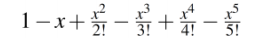 1 − x + x²/2! − x³/3! + x⁴/4! − x⁵/5!